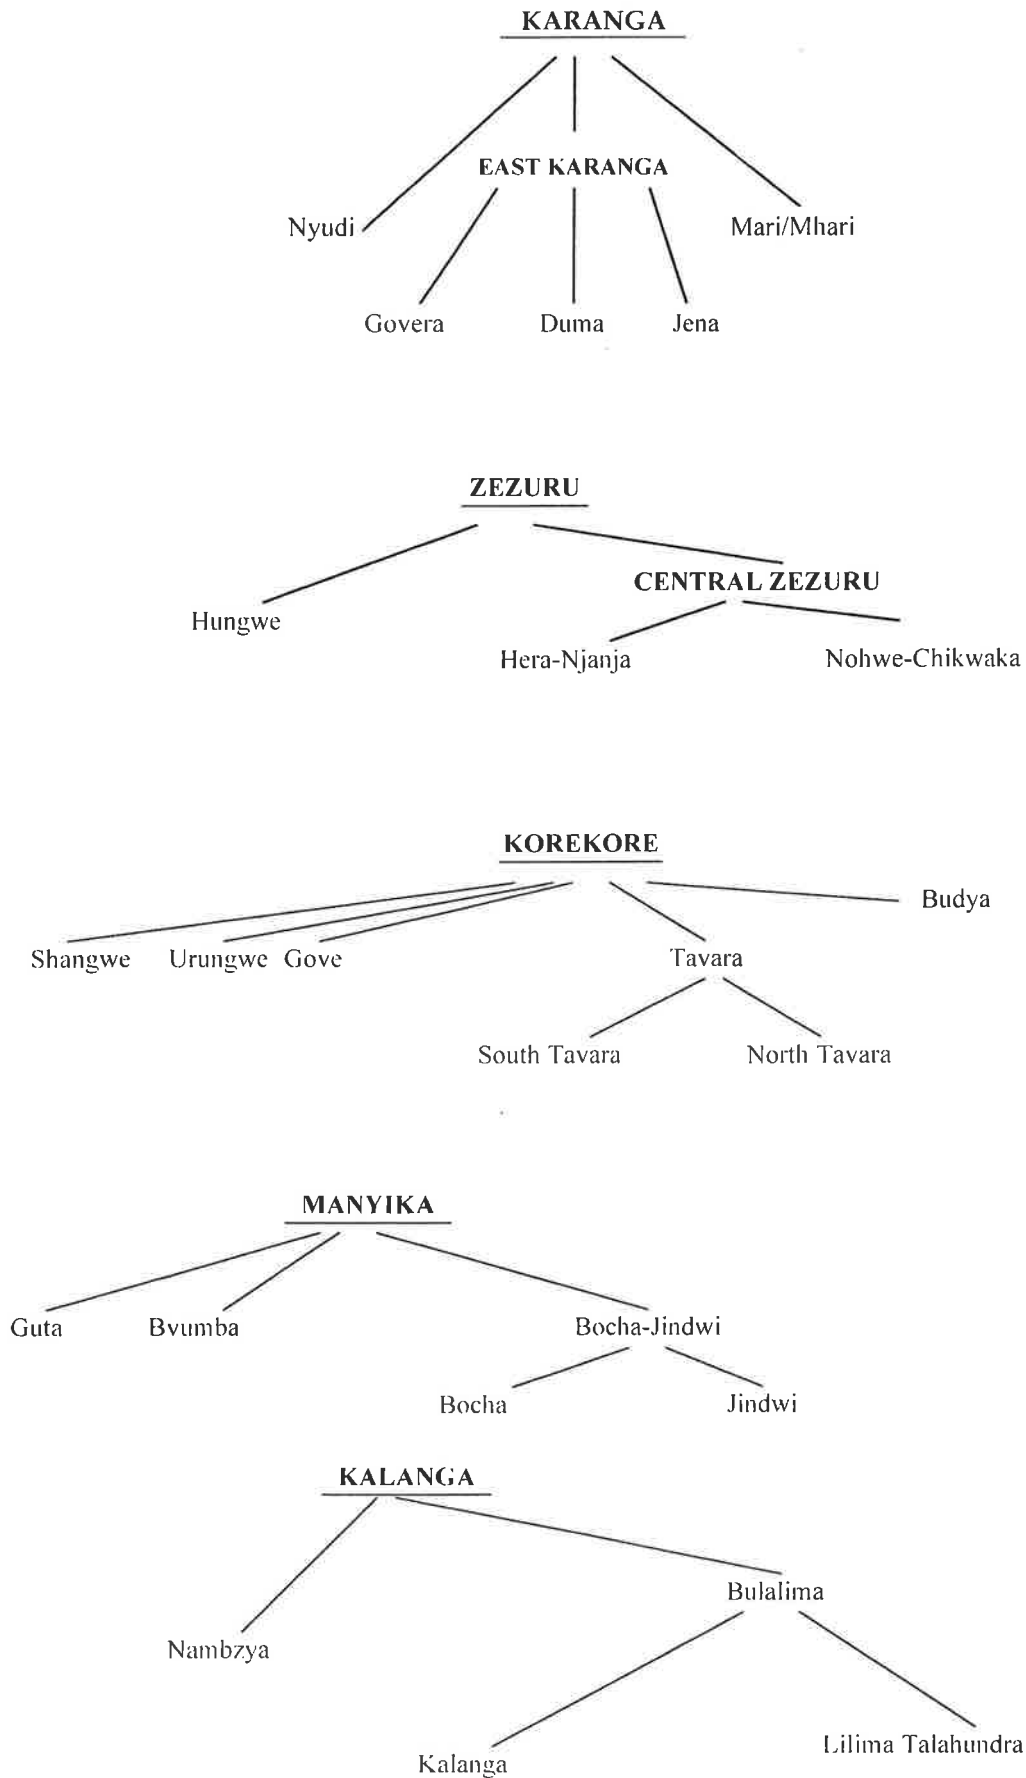 KARANGA
EAST KARANGA
Nyudi
Mari/Mhari
Govera
Duma
Jena
ZEZURU
CENTRAL ZEZURU
Hungwe
Hera-Njanja
Nohwe-Chikwaka
KOREKORE
Budya
Shangwe
Urungwe
Gove
Tavara
South Tavara
North Tavara
MANYIKA
Guta
Bvumba
Bocha-Jindwi
Bocha
Jindwi
KALANGA
Bulalima
Nambzya
Kalanga
Lilima Talahundra